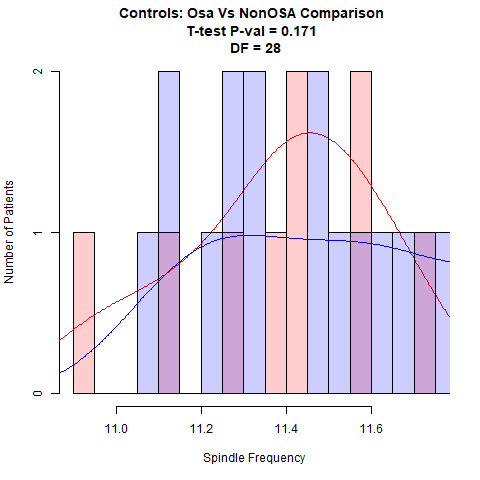 Controls: Osa Vs NonOSA Comparison
T-test P-val = 0.171
DF = 28
2
1
0
Number of Patients
11.0 11.2 11.4 11.6
Spindle Frequency